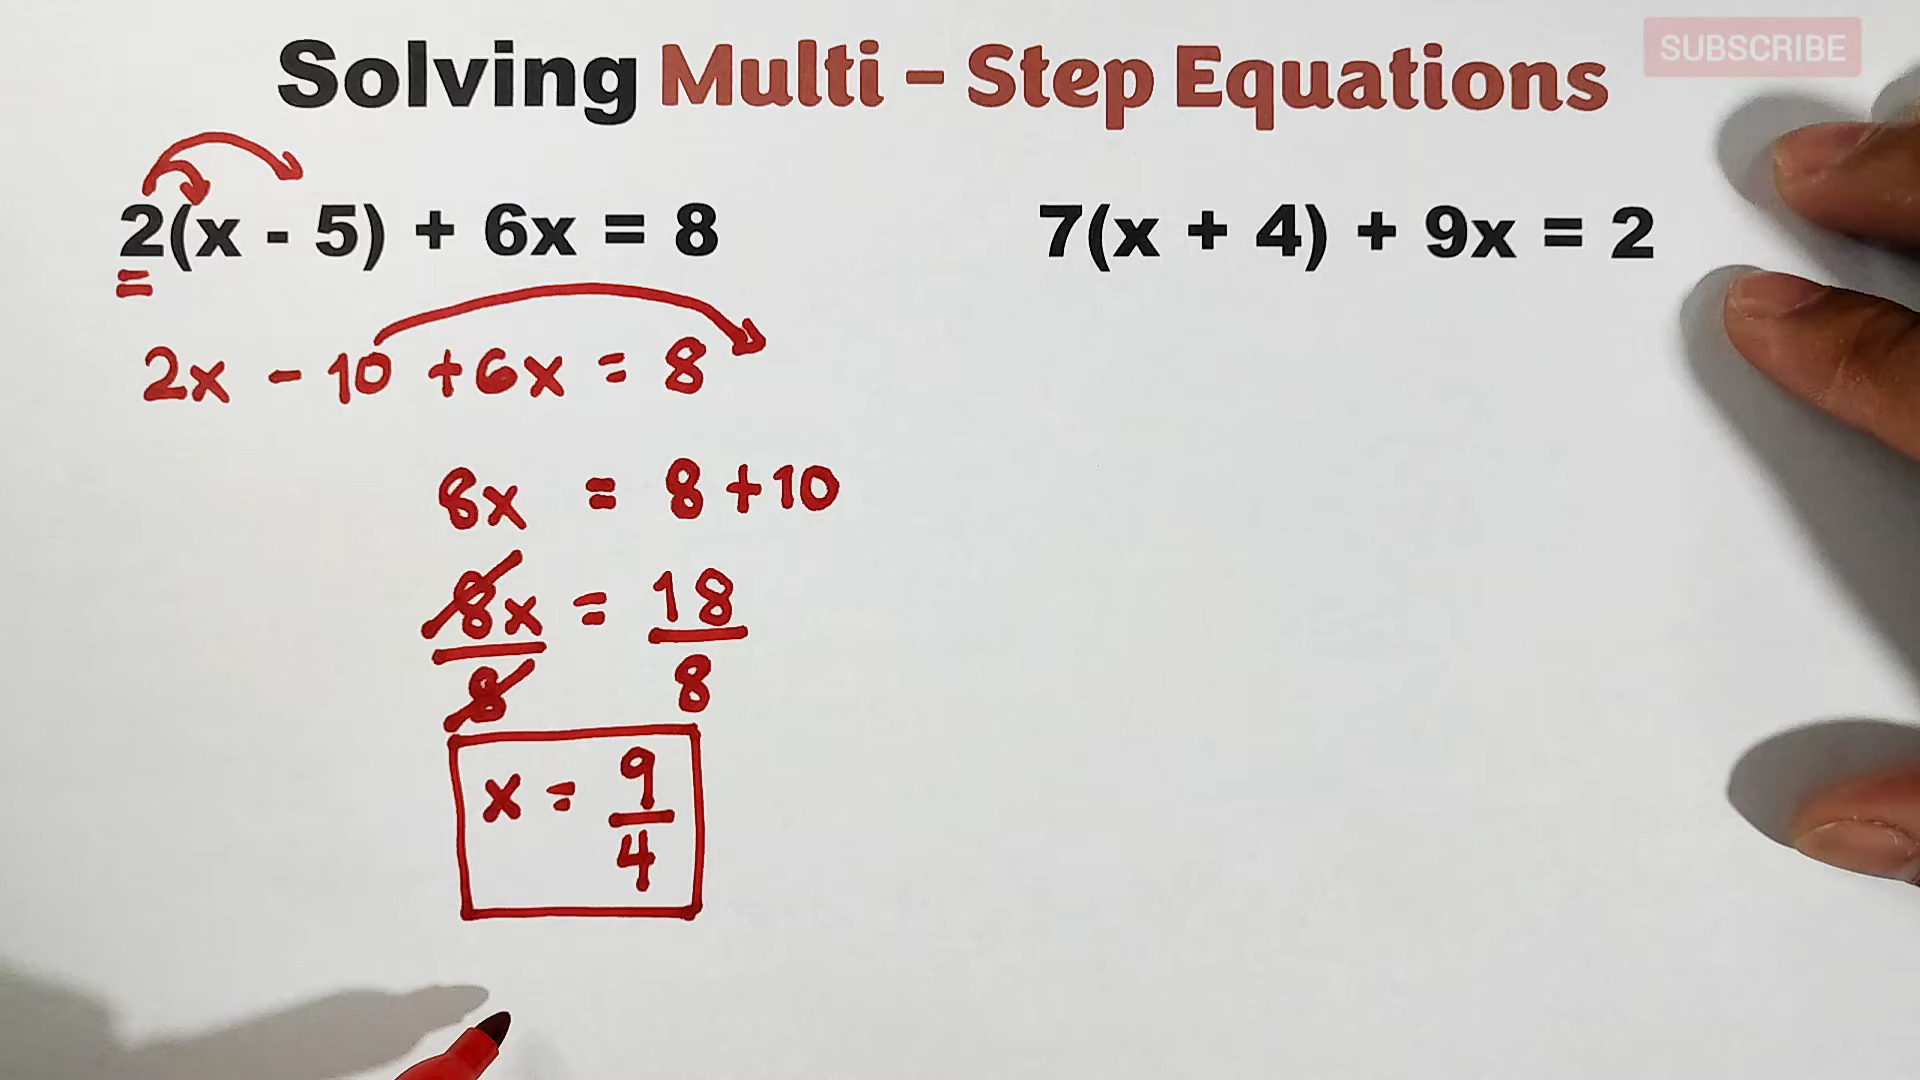 SUBSCRIBE
Solving Multi - Step Equations
2(x - 5) + 6x = 8
2x - 10 + 6x = 8
8x = 8 + 10
8x/8 = 18/8
x = 9/4
7(x + 4) + 9x = 2